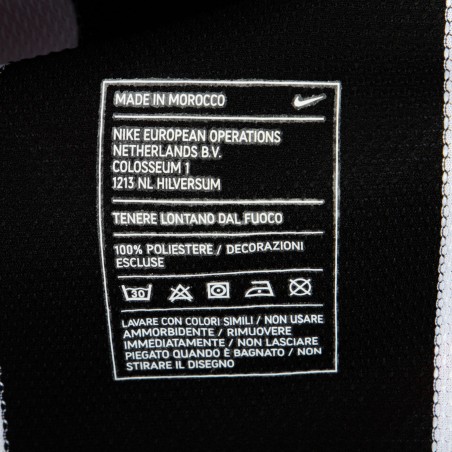 MADE IN MOROCCO
NIKE EUROPEAN OPERATIONS
NETHERLANDS B.V.
COLOSSEUM 1
1213 NL HILVERSUM
TENERE LONTANO DAL FUOCO
100% POLIESTERE / DECORAZIONI
ESCLUSE
30
LAVARE CON COLORI SIMILI / NON USARE
AMMORBIDENTE / RIMUOVERE
IMMEDIATAMENTE / NON LASCIARE
PIEGATO QUANDO È BAGNATO / NON
STIRARE IL DISEGNO